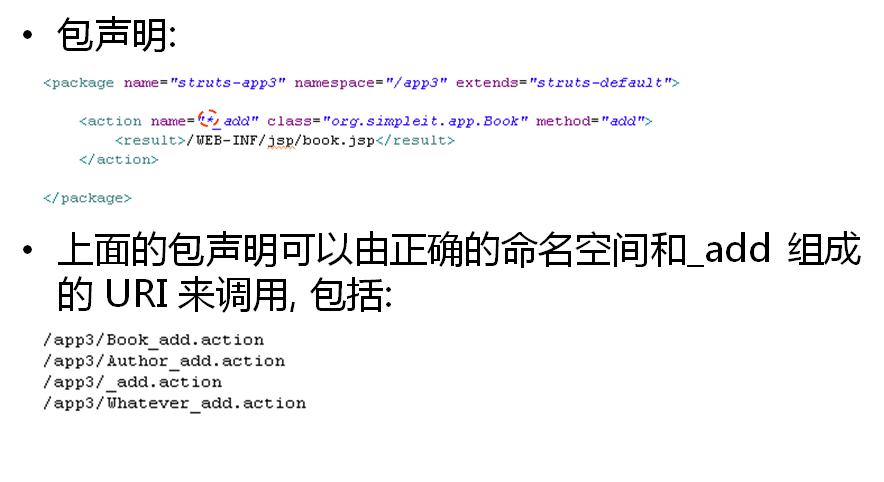 • 包声明:
<package name="struts-app3" namespace="/app3" extends="struts-default">
<action name="*_add" class="org.simpleit.app.Book" method="add">
<result>/WEB-INF/jsp/book.jsp</result>
</action>
</package>
• 上面的包声明可以由正确的命名空间和_add 组成
的 URI 来调用, 包括:
/app3/Book_add.action
/app3/Author_add.action
/app3/_add.action
/app3/Whatever_add.action